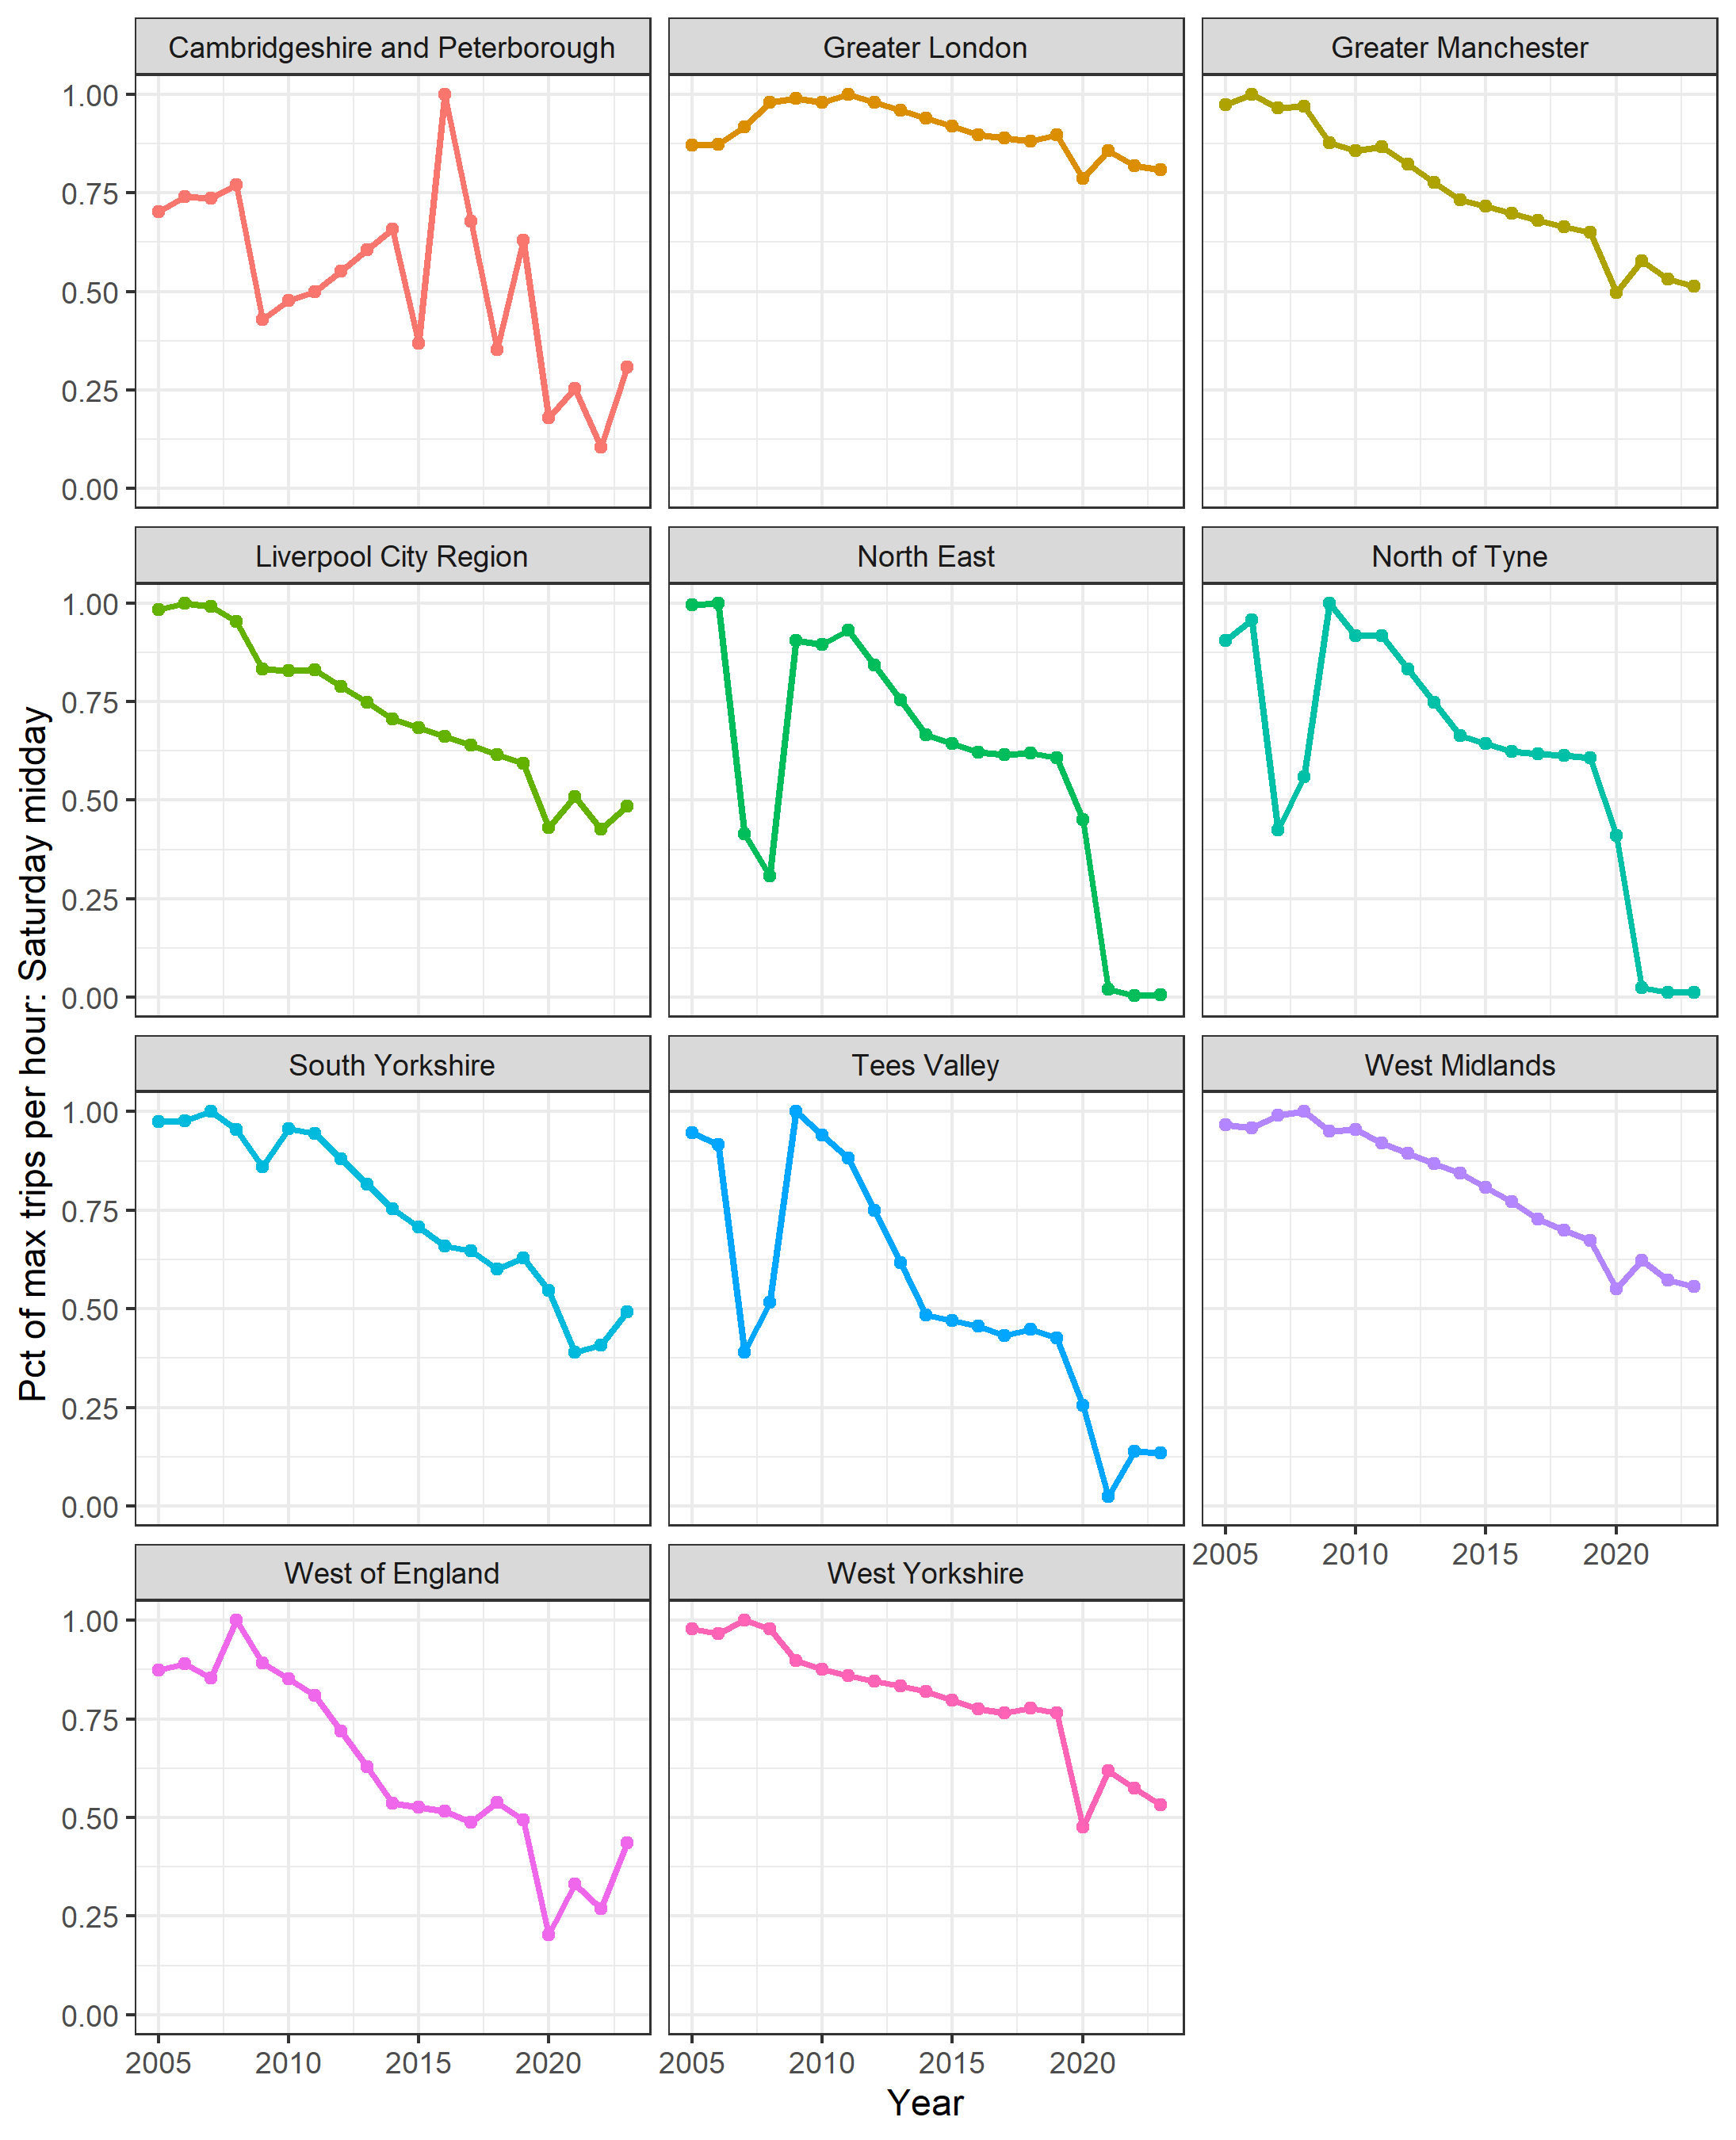 Cambridgeshire and Peterborough
Greater London
Greater Manchester
1.00
0.75
0.50
0.25
0.00
Liverpool City Region
North East
North of Tyne
1.00
0.75
0.50
0.25
0.00
South Yorkshire
Tees Valley
West Midlands
1.00
0.75
0.50
0.25
0.00
2005 2010 2015 2020
West of England
West Yorkshire
1.00
0.75
0.50
0.25
0.00
2005 2010 2015 2020
2005 2010 2015 2020
Year
Pct of max trips per hour: Saturday midday